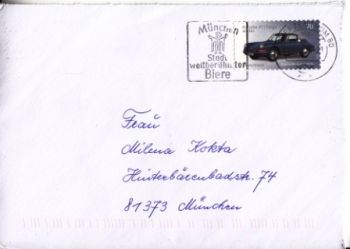 München
Stadt
weltberühmter
Biere
Frau
Milena Kokta
Hinterbärenbadstr. 74
81373 München